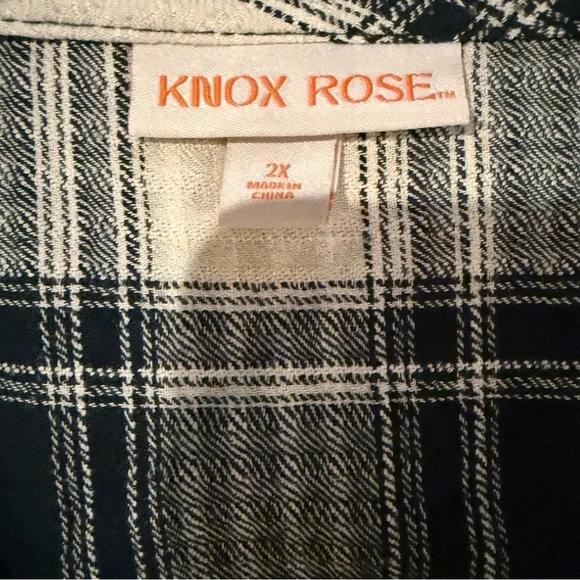 KNOX ROSE™
2X
MADE IN
CHINA